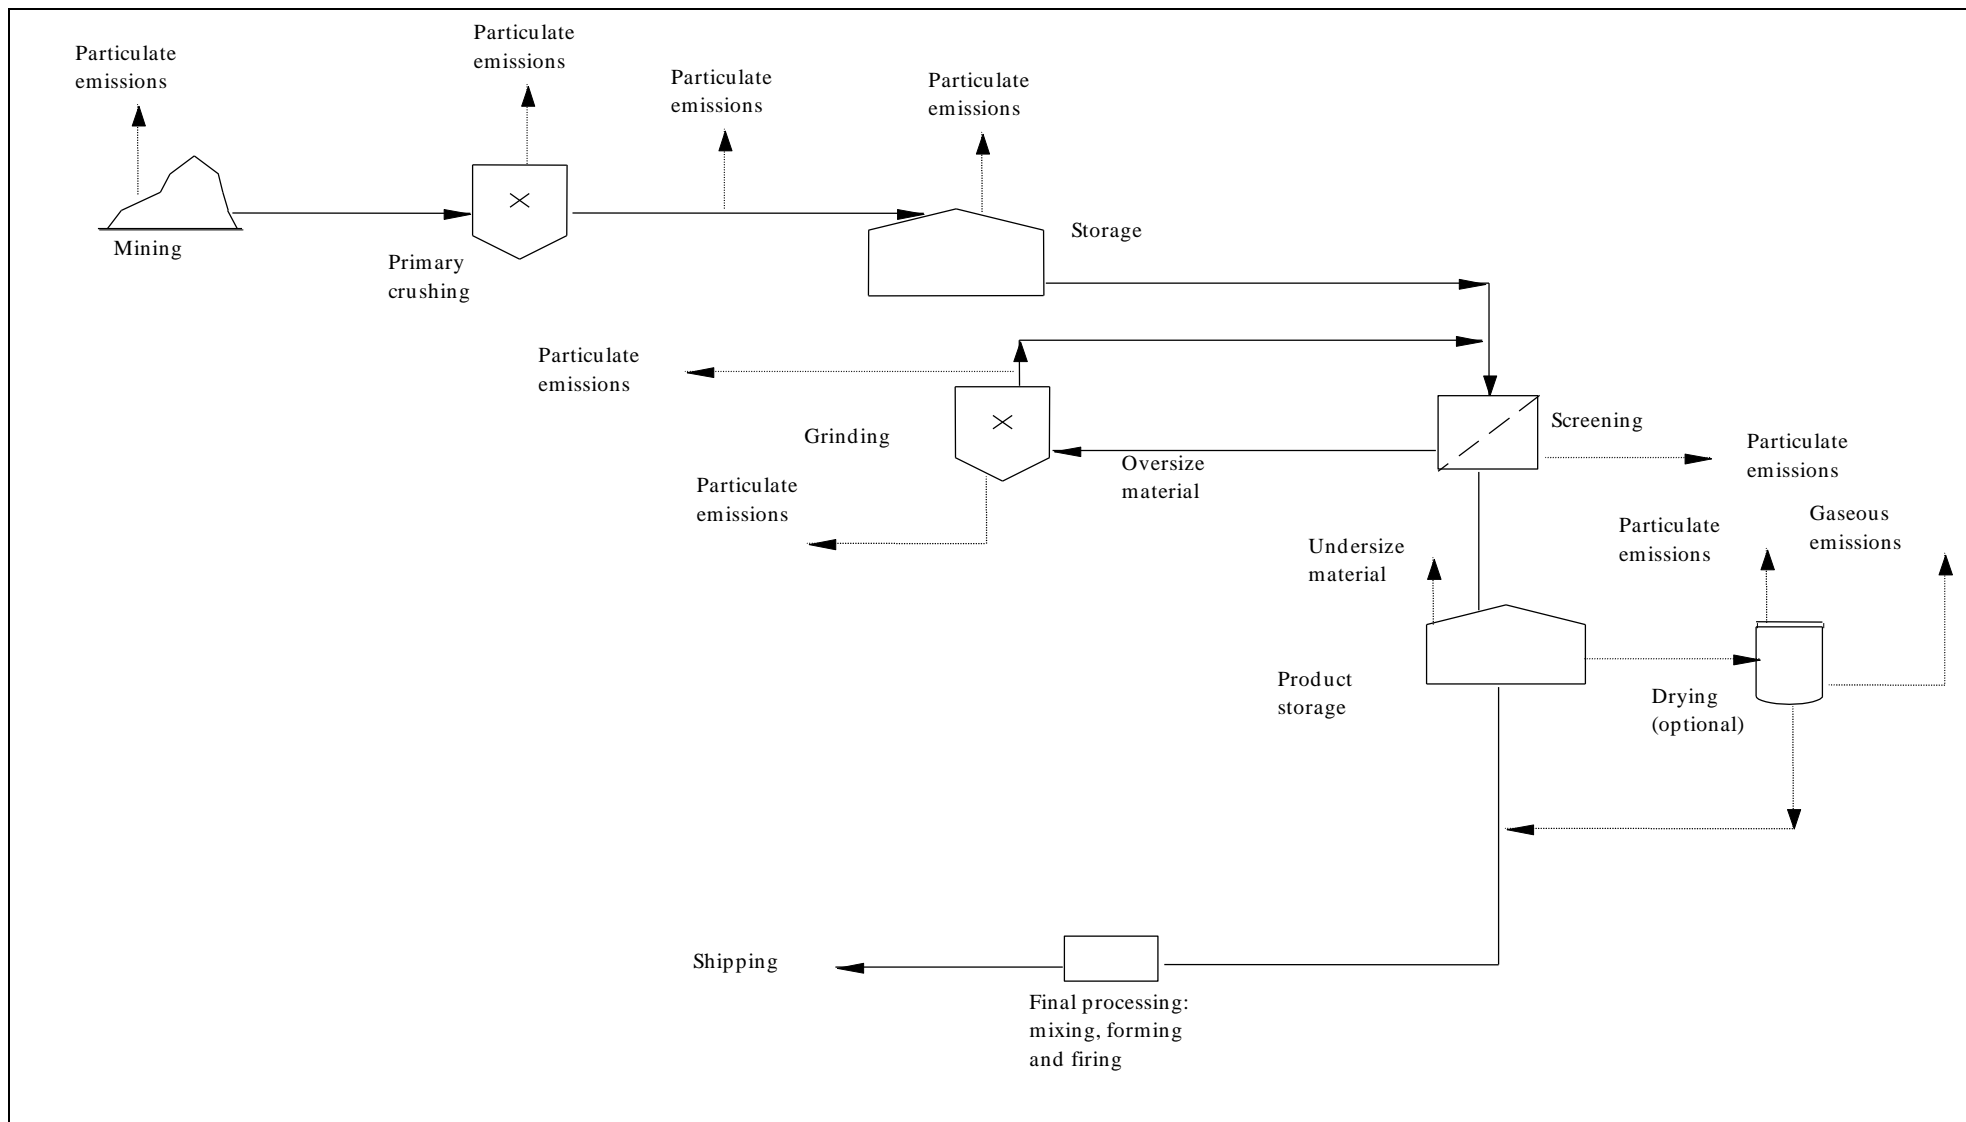 Particulate
emissions
Particulate
emissions
Particulate
emissions
Particulate
emissions
Mining
Primary
crushing
Storage
Particulate
emissions
Grinding
Oversize
material
Screening
Particulate
emissions
Particulate
emissions
Undersize
material
Particulate
emissions
Gaseous
emissions
Product
storage
Drying
(optional)
Shipping
Final processing:
mixing, forming
and firing